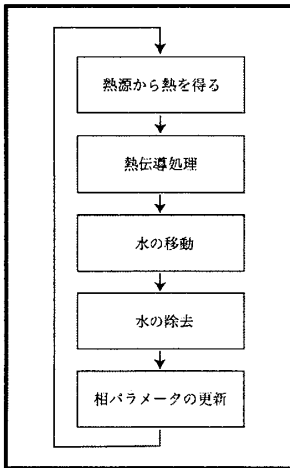 熱源から熱を得る
熱伝導処理
水の移動
水の除去
相パラメータの更新